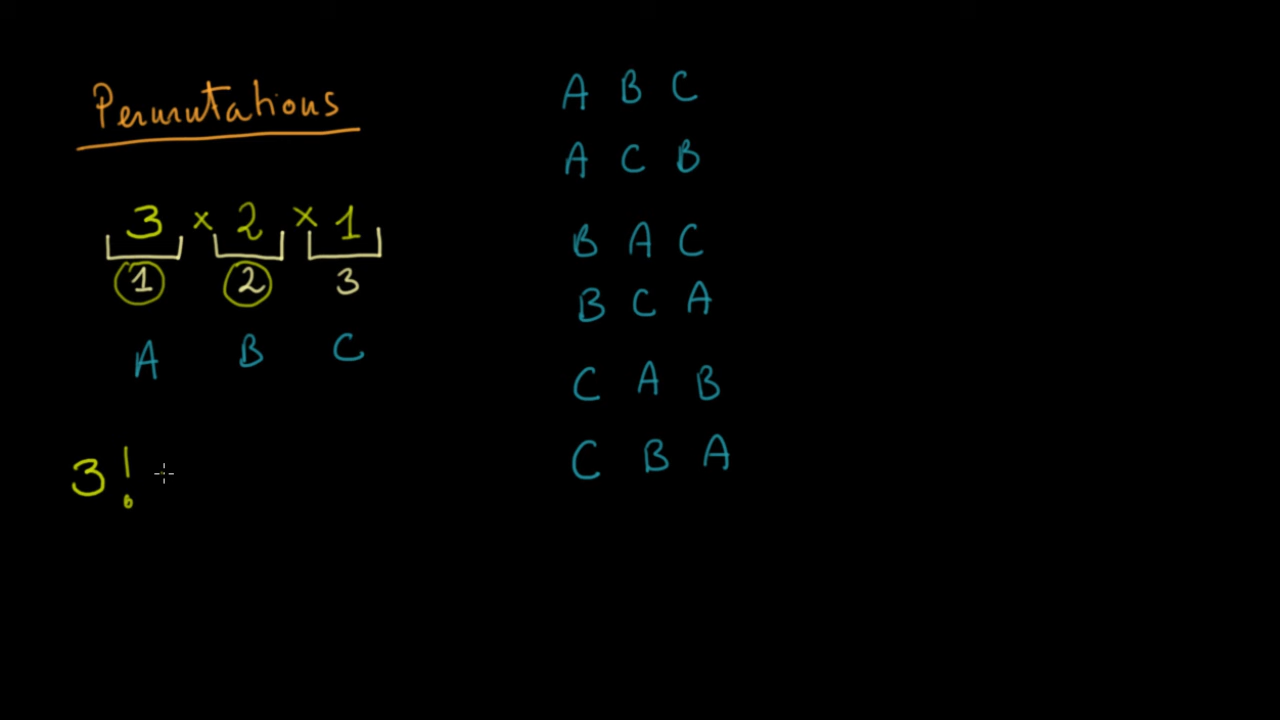 Permutations
3 × 2 × 1
1 2 3
A B C
3!
A B C
A C B
B A C
B C A
C A B
C B A